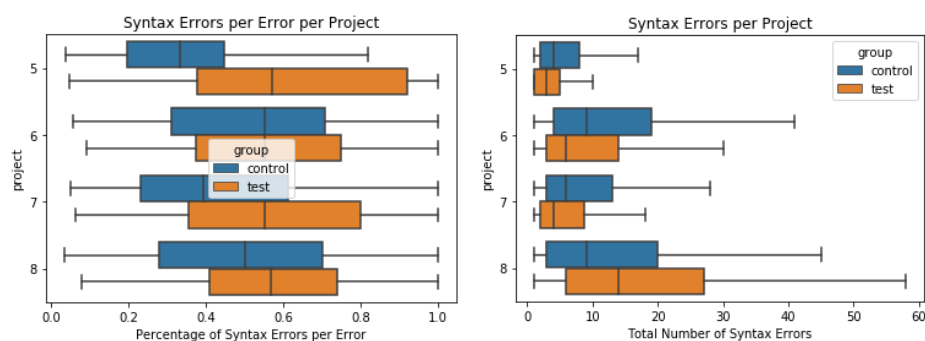 Syntax Errors per Error per Project
project
5
6
7
8
group
control
test
0.0 0.2 0.4 0.6 0.8 1.0
Percentage of Syntax Errors per Error
Syntax Errors per Project
project
5
6
7
8
group
control
test
0 10 20 30 40 50 60
Total Number of Syntax Errors